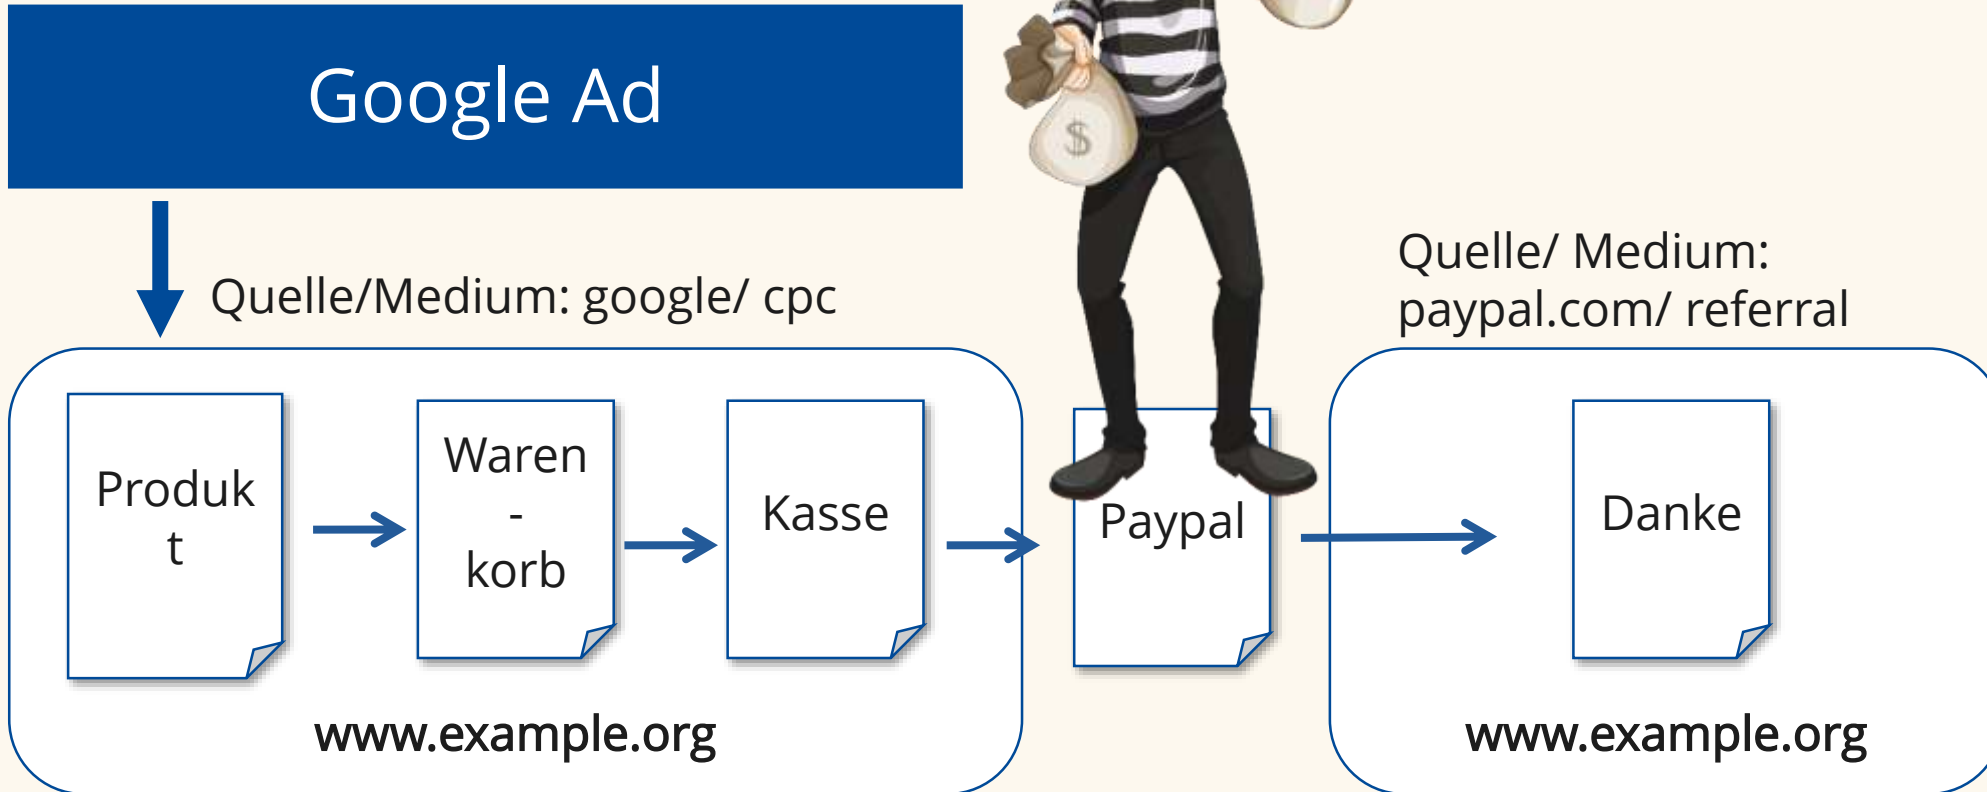 Google Ad
Quelle/Medium: google/ cpc
Quelle/ Medium:
paypal.com/ referral
Produk
t
Waren
-
korb
Kasse
$
Paypal
Danke
www.example.org
www.example.org